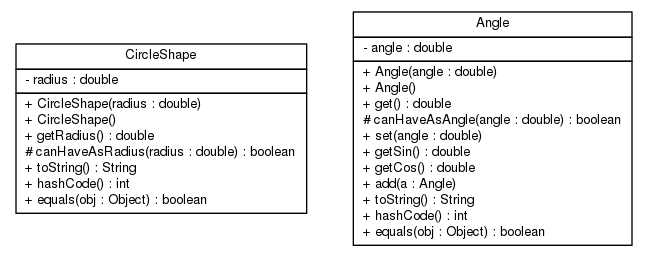 CircleShape
- radius : double
+ CircleShape(radius : double)
+ CircleShape()
+ getRadius() : double
# canHaveAsRadius(radius : double) : boolean
+ toString() : String
+ hashCode() : int
+ equals(obj : Object) : boolean
Angle
- angle : double
+ Angle(angle : double)
+ Angle()
+ get() : double
# canHaveAsAngle(angle : double) : boolean
+ set(angle : double)
+ getSin() : double
+ getCos() : double
+ add(a : Angle)
+ toString() : String
+ hashCode() : int
+ equals(obj : Object) : boolean